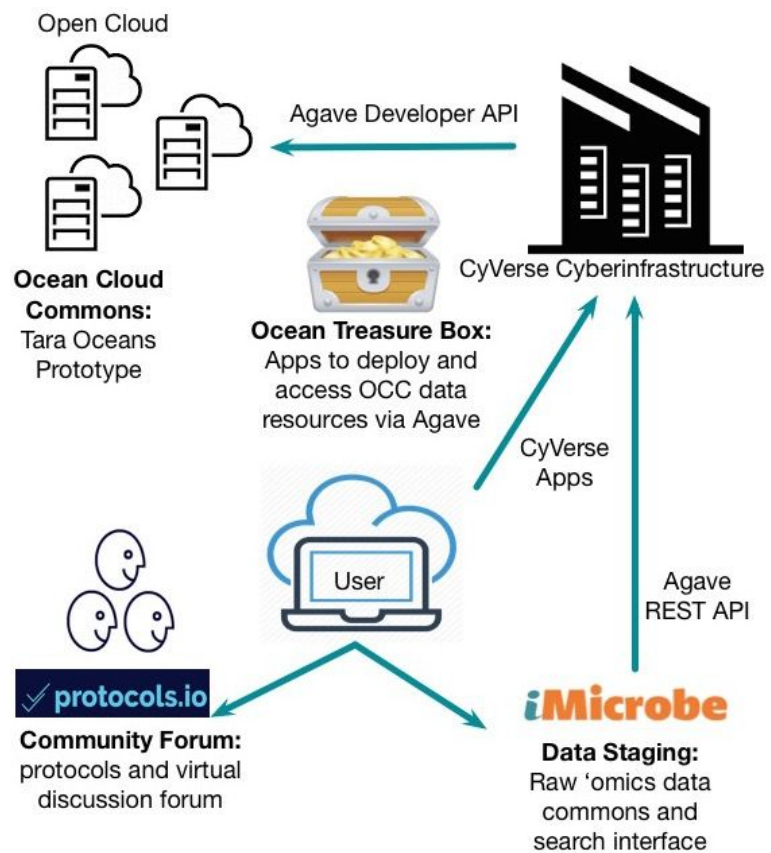 Open Cloud
Agave Developer API
CyVerse Cyberinfrastructure
Ocean Cloud
Commons:
Tara Oceans
Prototype
Ocean Treasure Box:
Apps to deploy and
access OCC data
resources via Agave
CyVerse
Apps
User
Agave
REST API
protocols.io
Community Forum:
protocols and virtual
discussion forum
iMicrobe
Data Staging:
Raw ‘omics data
commons and
search interface